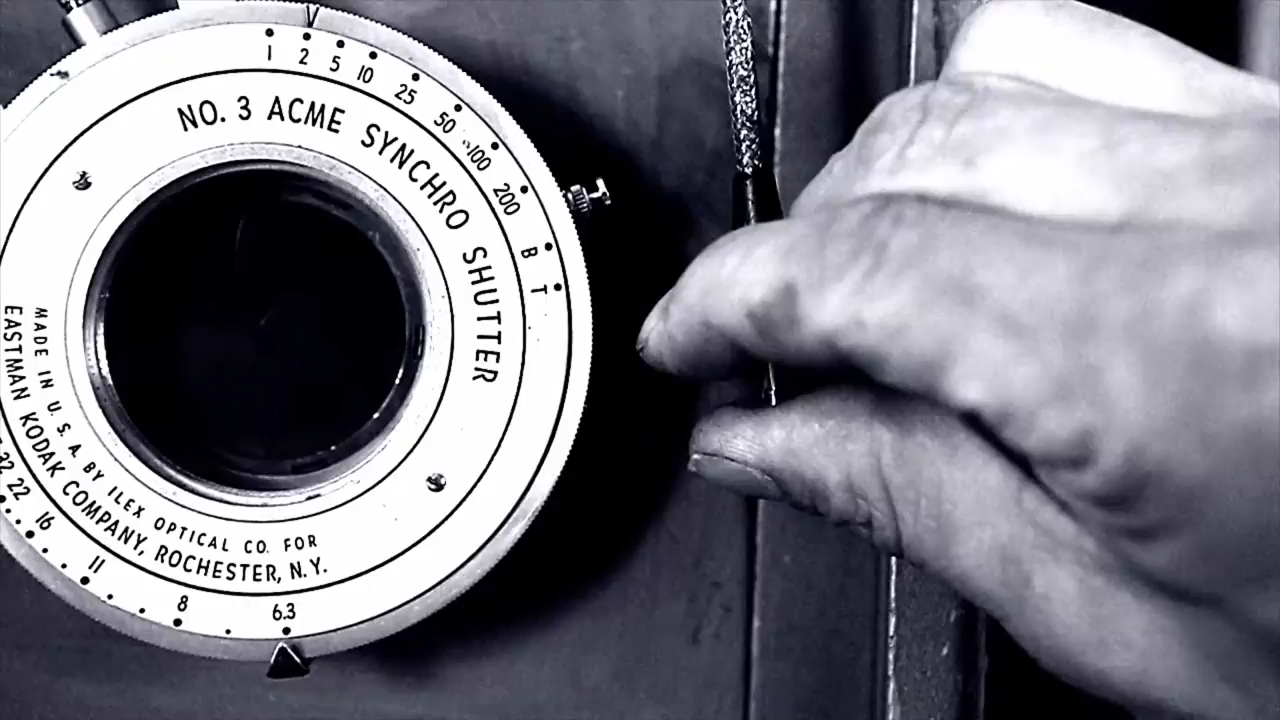 V
1 2 5 10 25 50 100 200 B T
NO. 3 ACME SYNCHRO SHUTTER
MADE IN U. S. A. BY ILEX OPTICAL CO. FOR
EASTMAN KODAK COMPANY, ROCHESTER, N.Y.
32 22 16 11 8 6.3